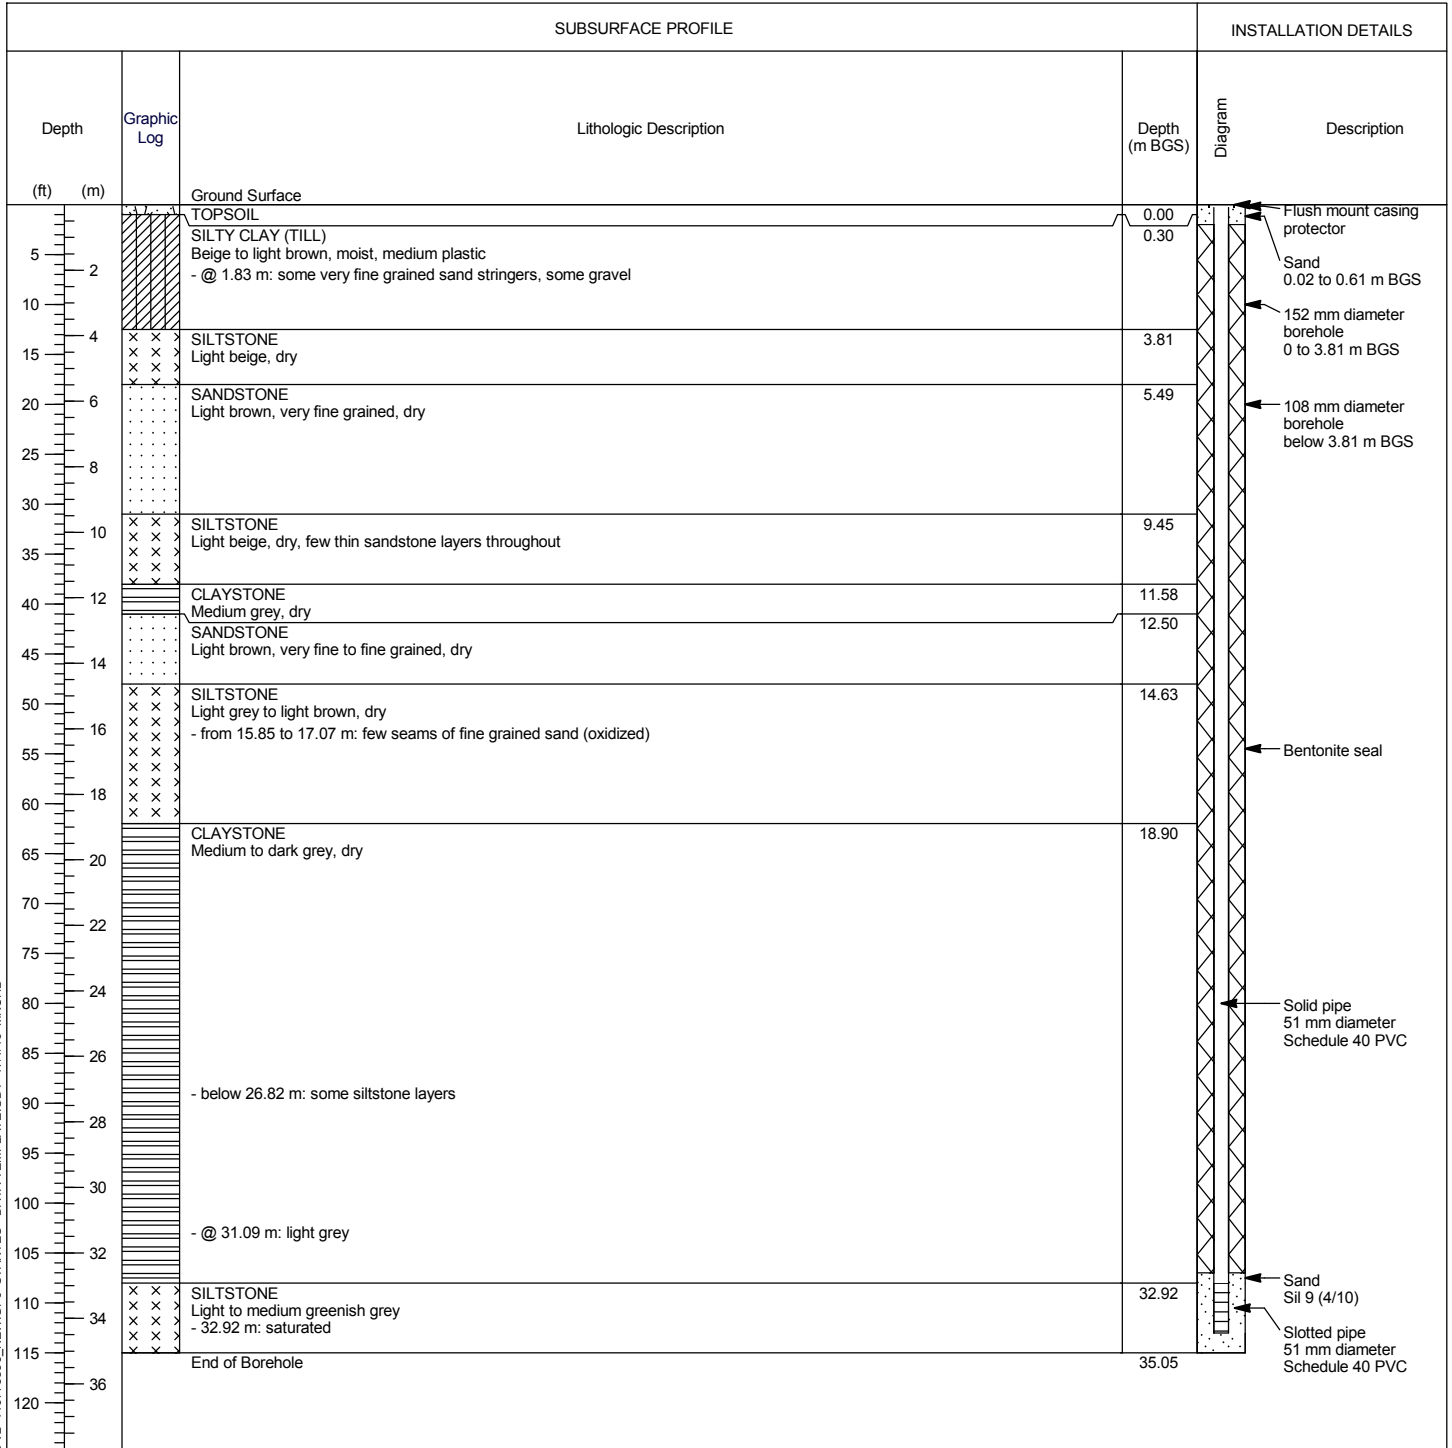 SUBSURFACE PROFILE
INSTALLATION DETAILS
Depth
Graphic
Log
Lithologic Description
Depth
(m BGS)
Diagram
Description
(ft)
(m)
Ground Surface
TOPSOIL
0.00
SILTY CLAY (TILL)
0.30
Beige to light brown, moist, medium plastic
- @ 1.83 m: some very fine grained sand stringers, some gravel
SILTSTONE
3.81
Light beige, dry
SANDSTONE
5.49
Light brown, very fine grained, dry
SILTSTONE
9.45
Light beige, dry, few thin sandstone layers throughout
CLAYSTONE
11.58
Medium grey, dry
SANDSTONE
12.50
Light brown, very fine to fine grained, dry
SILTSTONE
14.63
Light grey to light brown, dry
- from 15.85 to 17.07 m: few seams of fine grained sand (oxidized)
CLAYSTONE
18.90
Medium to dark grey, dry
- below 26.82 m: some siltstone layers
- @ 31.09 m: light grey
SILTSTONE
32.92
Light to medium greenish grey
- 32.92 m: saturated
End of Borehole
35.05
5
10
15
20
25
30
35
40
45
50
55
60
65
70
75
80
85
90
95
100
105
110
115
120
2
4
6
8
10
12
14
16
18
20
22
24
26
28
30
32
34
36
Flush mount casing
protector
Sand
0.02 to 0.61 m BGS
152 mm diameter
borehole
0 to 3.81 m BGS
108 mm diameter
borehole
below 3.81 m BGS
Bentonite seal
Solid pipe
51 mm diameter
Schedule 40 PVC
Sand
Sil 9 (4/10)
Slotted pipe
51 mm diameter
Schedule 40 PVC